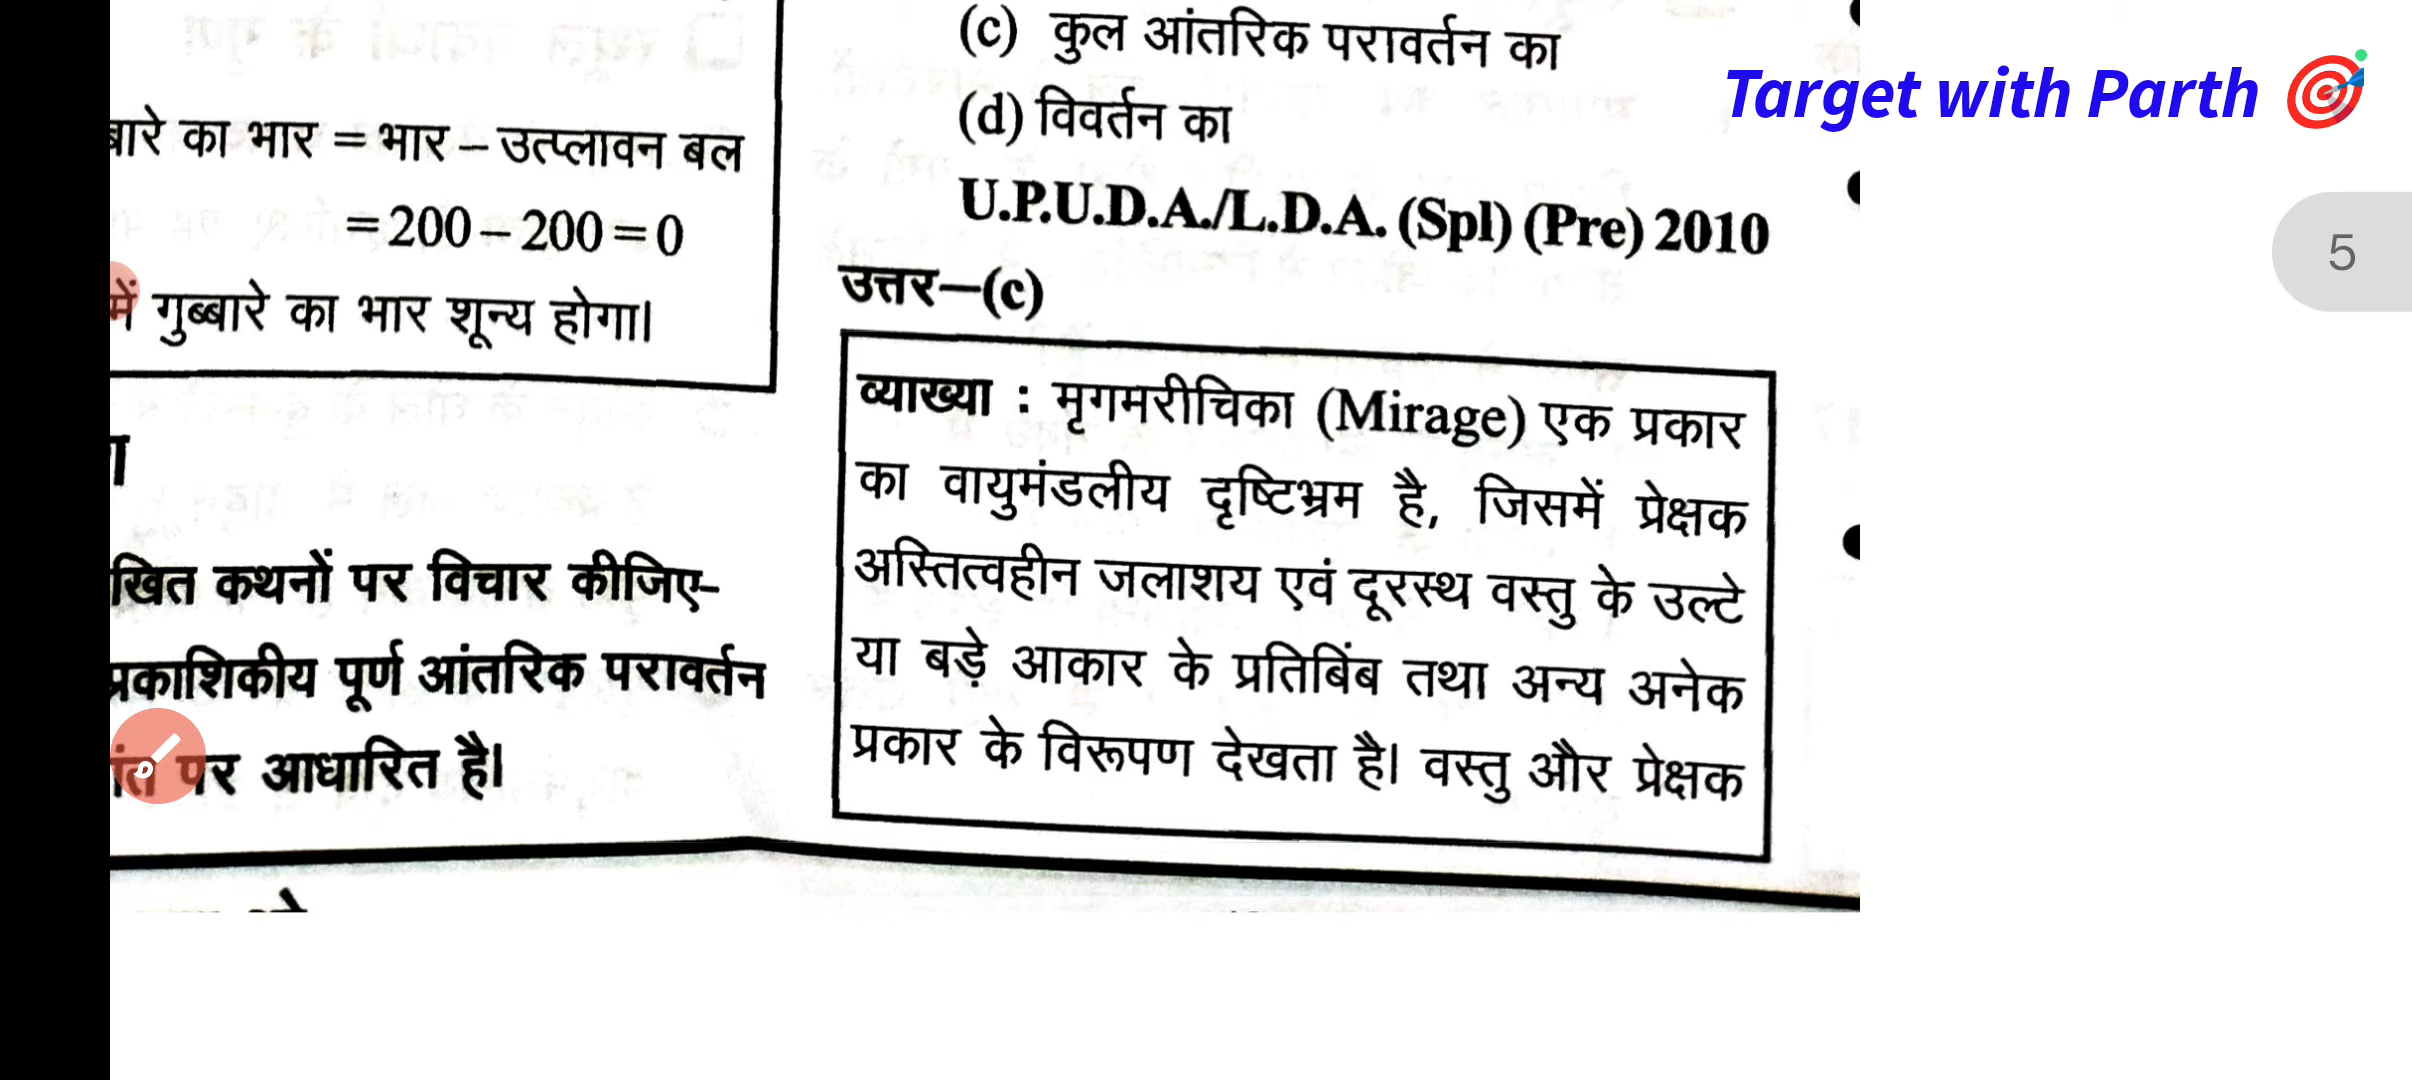 बारे का भार = भार – उत्प्लावन बल
= 200 – 200 = 0
में गुब्बारे का भार शून्य होगा।
खित कथनों पर विचार कीजिए-
प्रकाशिकीय पूर्ण आंतरिक परावर्तन
पर आधारित है।
(c) कुल आंतरिक परावर्तन का
(d) विवर्तन का
U.P.U.D.A./L.D.A. (Spl) (Pre) 2010
उत्तर—(c)
व्याख्या : मृगमरीचिका (Mirage) एक प्रकार
का वायुमंडलीय दृष्टिभ्रम है, जिसमें प्रेक्षक
अस्तित्वहीन जलाशय एवं दूरस्थ वस्तु के उल्टे
या बड़े आकार के प्रतिबिंब तथा अन्य अनेक
प्रकार के विरूपण देखता है। वस्तु और प्रेक्षक
Target with Parth
5